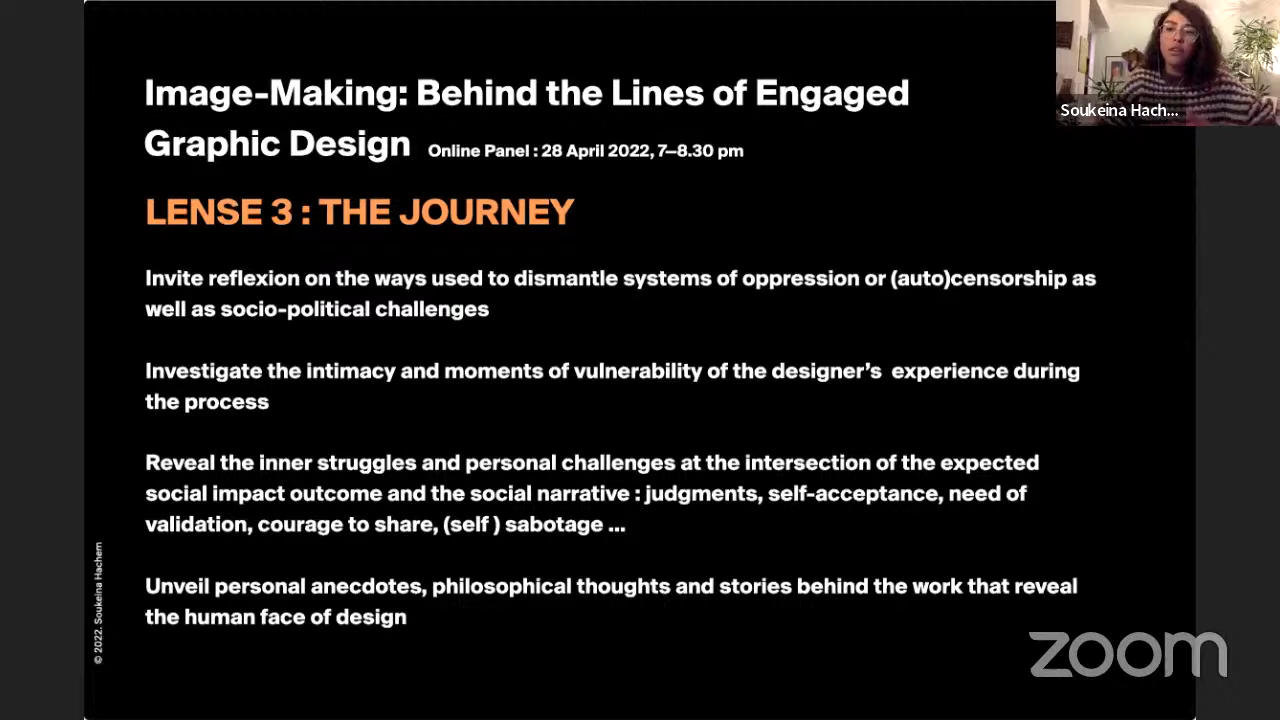 Image-Making: Behind the Lines of Engaged
Graphic Design Online Panel : 28 April 2022, 7–8.30 pm
LENSE 3 : THE JOURNEY
Invite reflexion on the ways used to dismantle systems of oppression or (auto)censorship as
well as socio-political challenges
Investigate the intimacy and moments of vulnerability of the designer’s  experience during
the process
Reveal the inner struggles and personal challenges at the intersection of the expected
social impact outcome and the social narrative : judgments, self-acceptance, need of
validation, courage to share, (self ) sabotage ...
Unveil personal anecdotes, philosophical thoughts and stories behind the work that reveal
the human face of design
© 2022. Soukeina Hachem
Soukeina Hach...
zoom